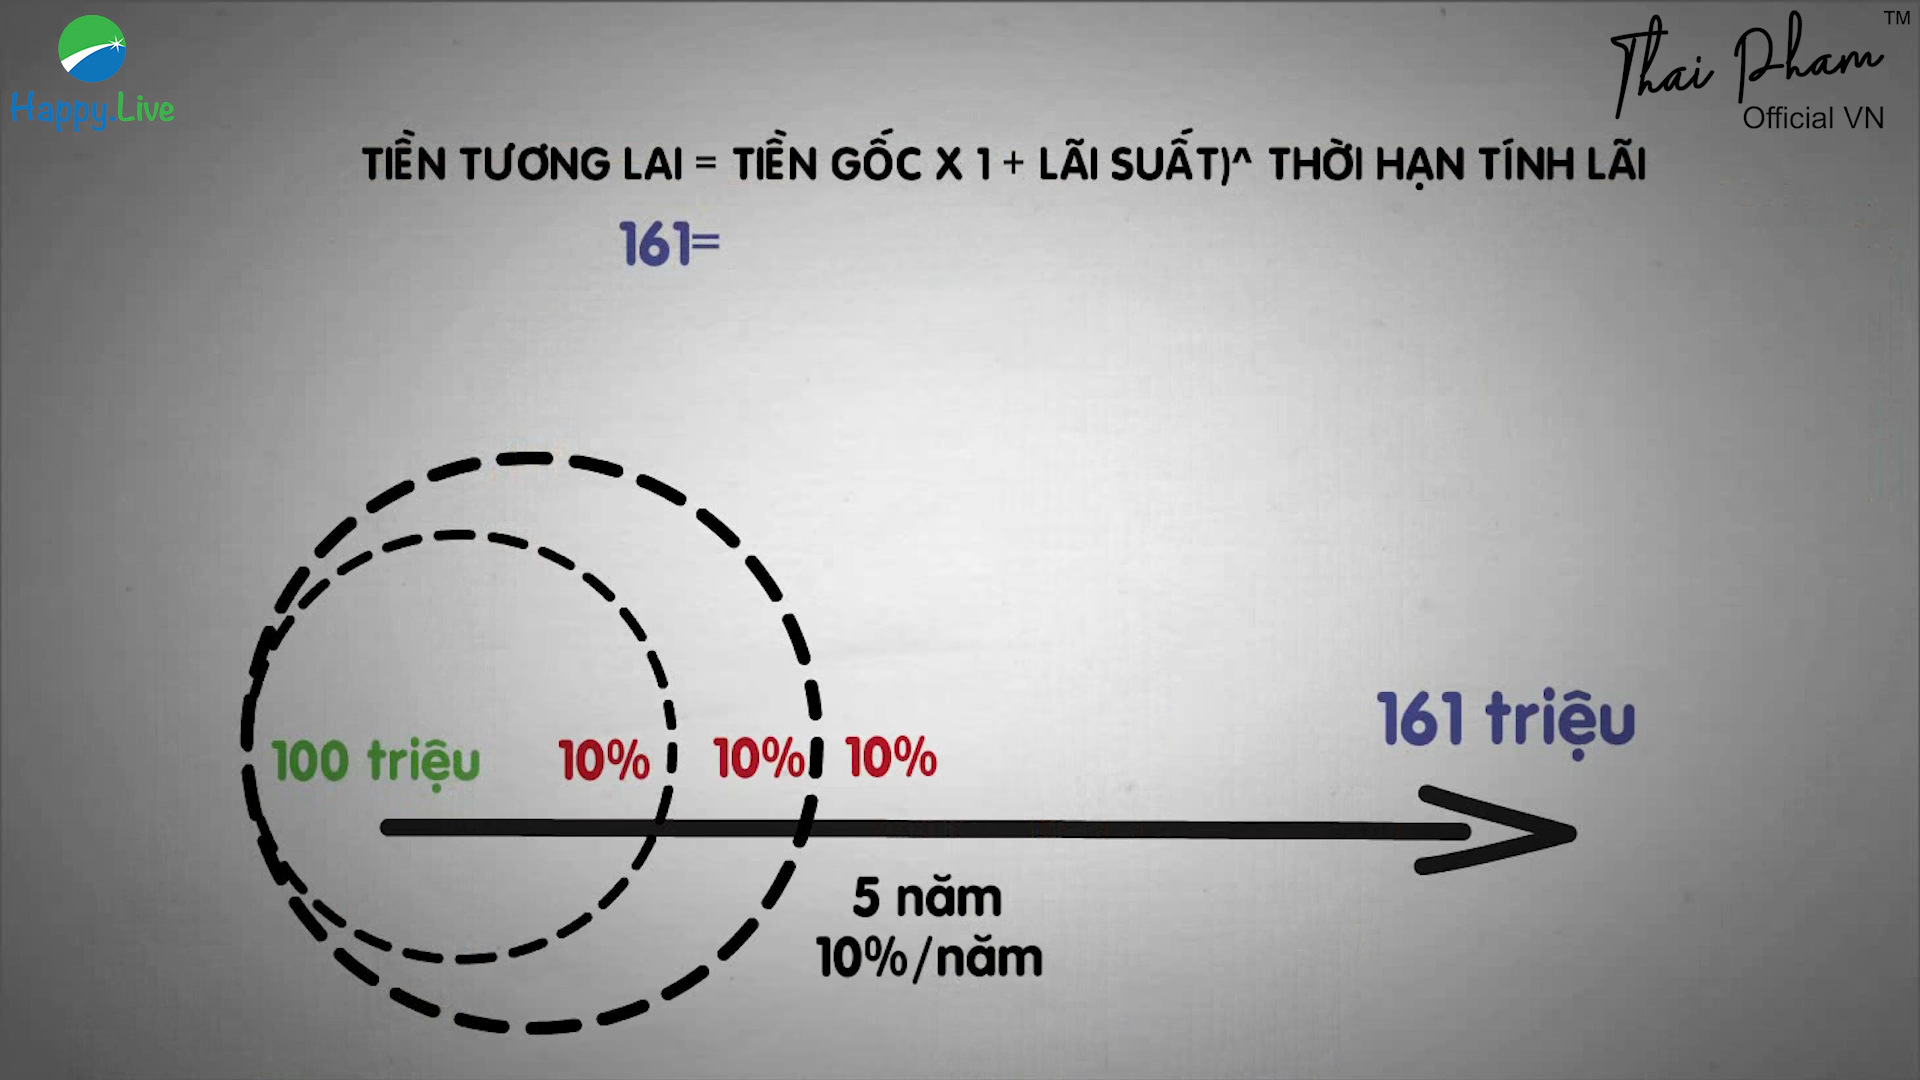 Happy.Live
Thai Pham TM
Official VN
TIỀN TƯƠNG LAI = TIỀN GỐC X 1 + LÃI SUẤT)^ THỜI HẠN TÍNH LÃI
161=
161 triệu
100 triệu 10% 10% 10%
5 năm
10%/năm